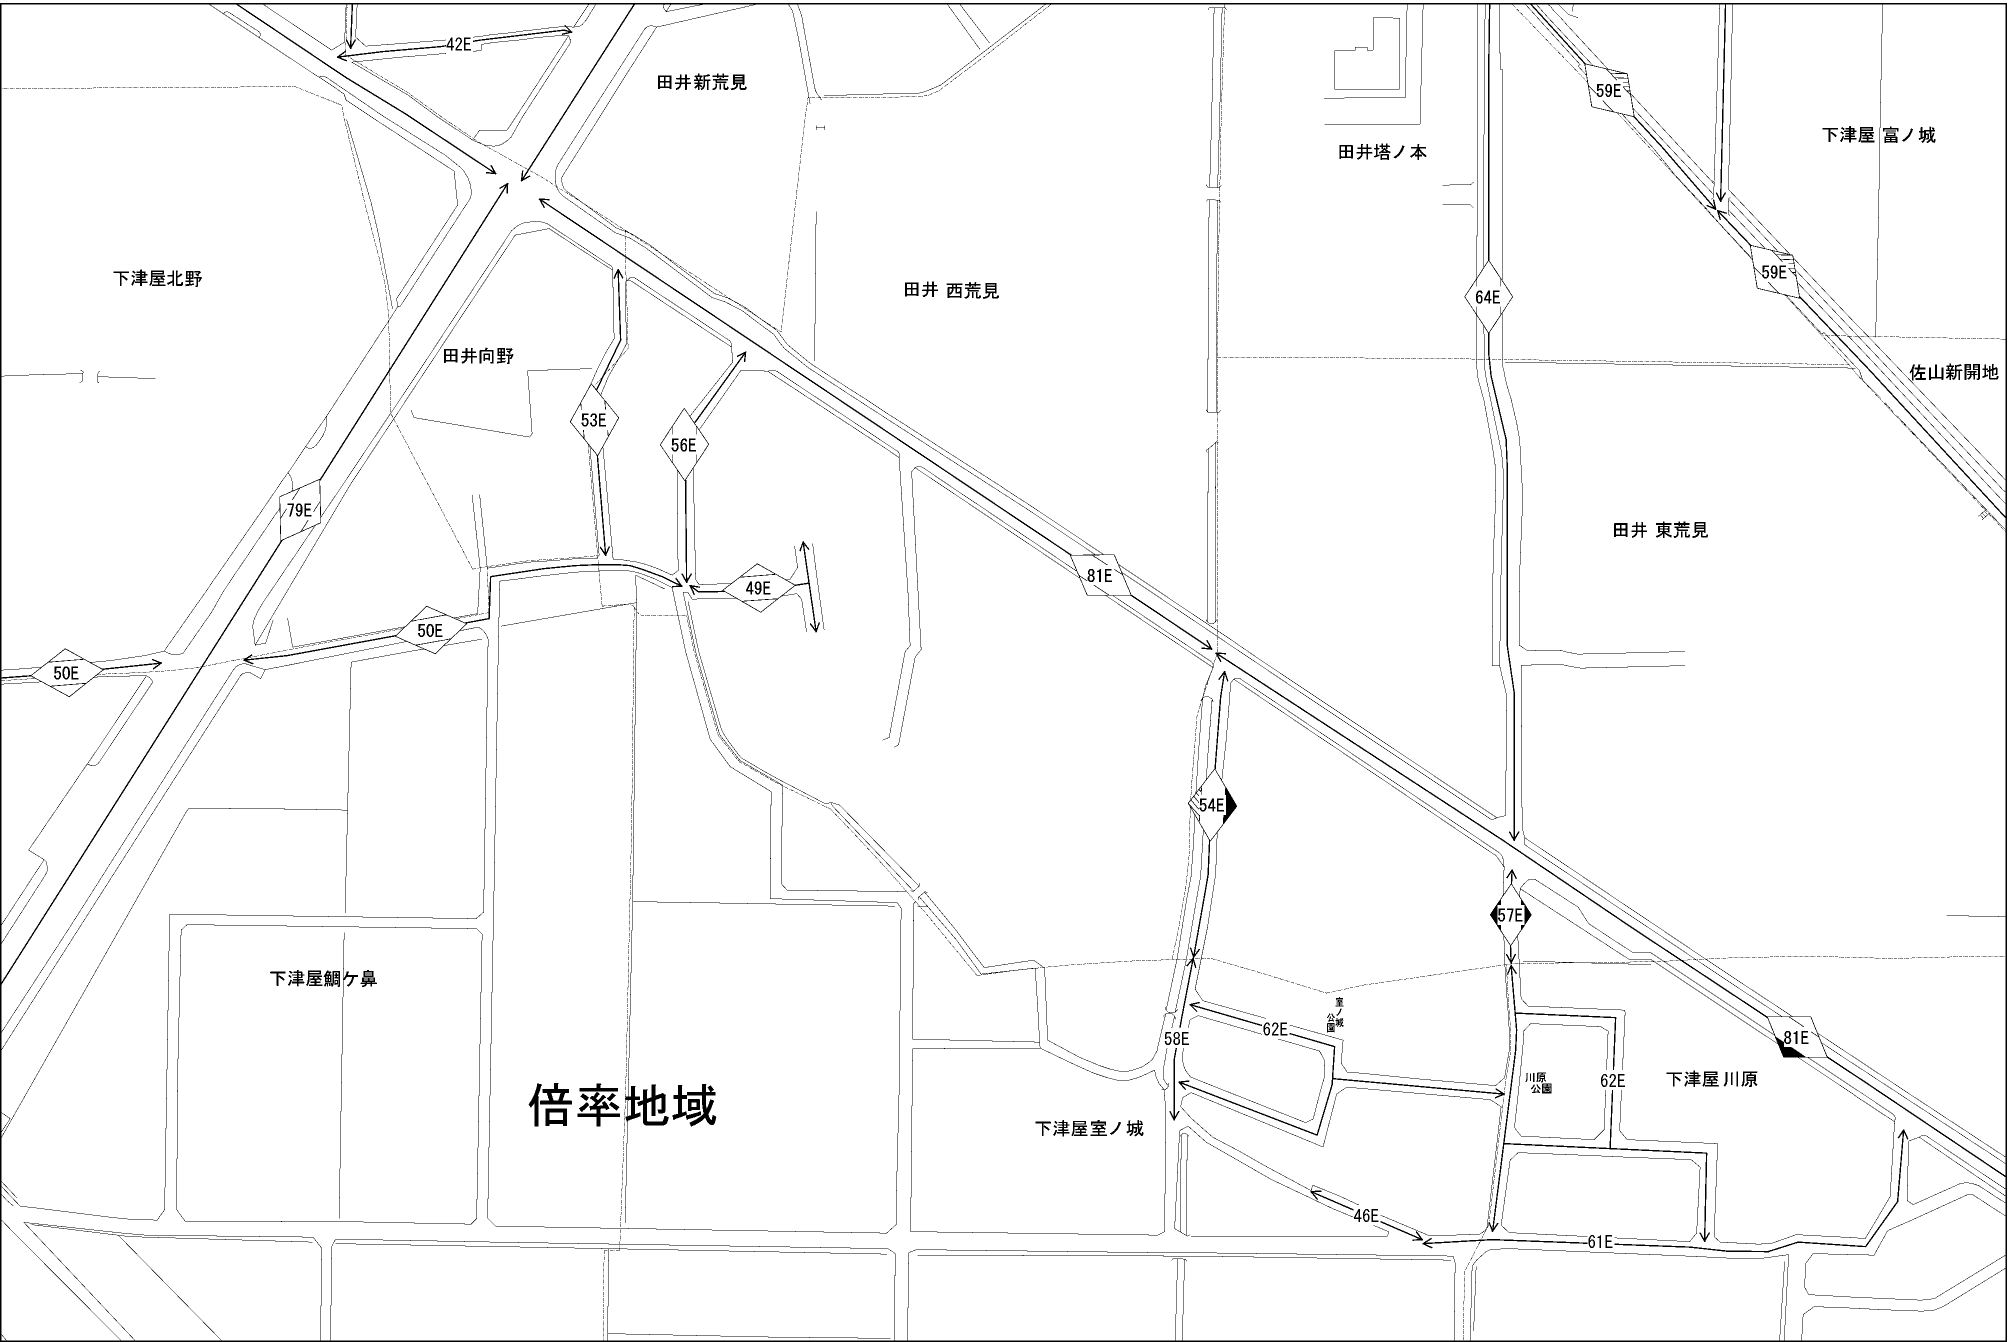 42E
田井新荒見
59E
下津屋 富ノ城
田井塔ノ本
下津屋北野
田井 西荒見
59E
64E
田井向野
佐山新開地
53E
56E
79E
田井 東荒見
81E
49E
50E
50E
54E
57E
下津屋鯛ケ鼻
室ノ城
公園
62E
58E
81E
川原
公園
62E
下津屋 川原
倍率地域
下津屋室ノ城
46E
61E